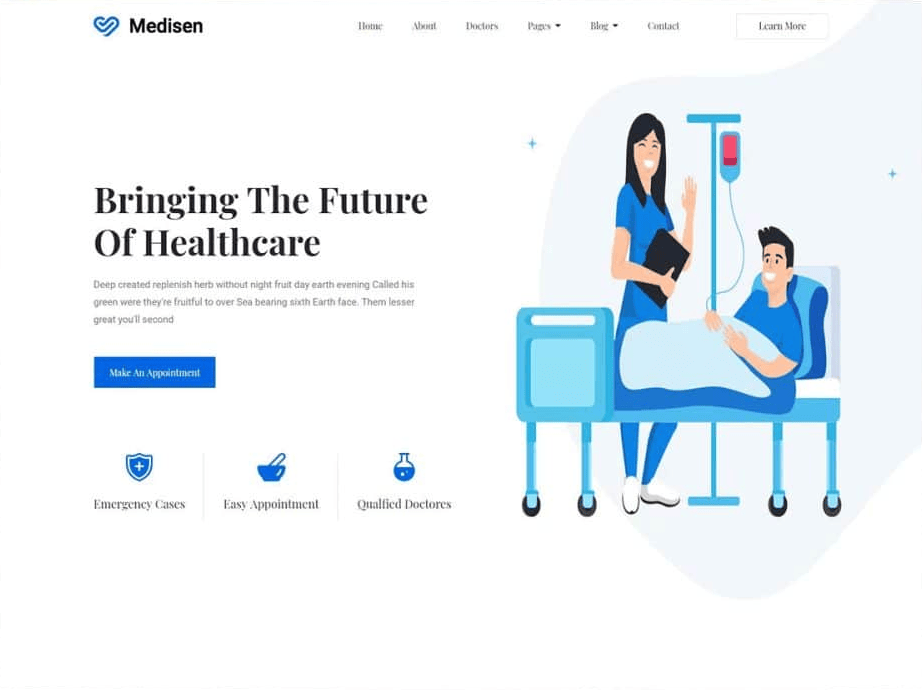 Medisen
Home About Doctors Pages Blog Contact Learn More
Bringing The Future
Of Healthcare
Deep created replenish herb without night fruit day earth evening Called his
green were they're fruitful to over Sea bearing sixth Earth face. Them lesser
great you'll second
Make An Appointment
Emergency Cases Easy Appointment Qualfied Doctores